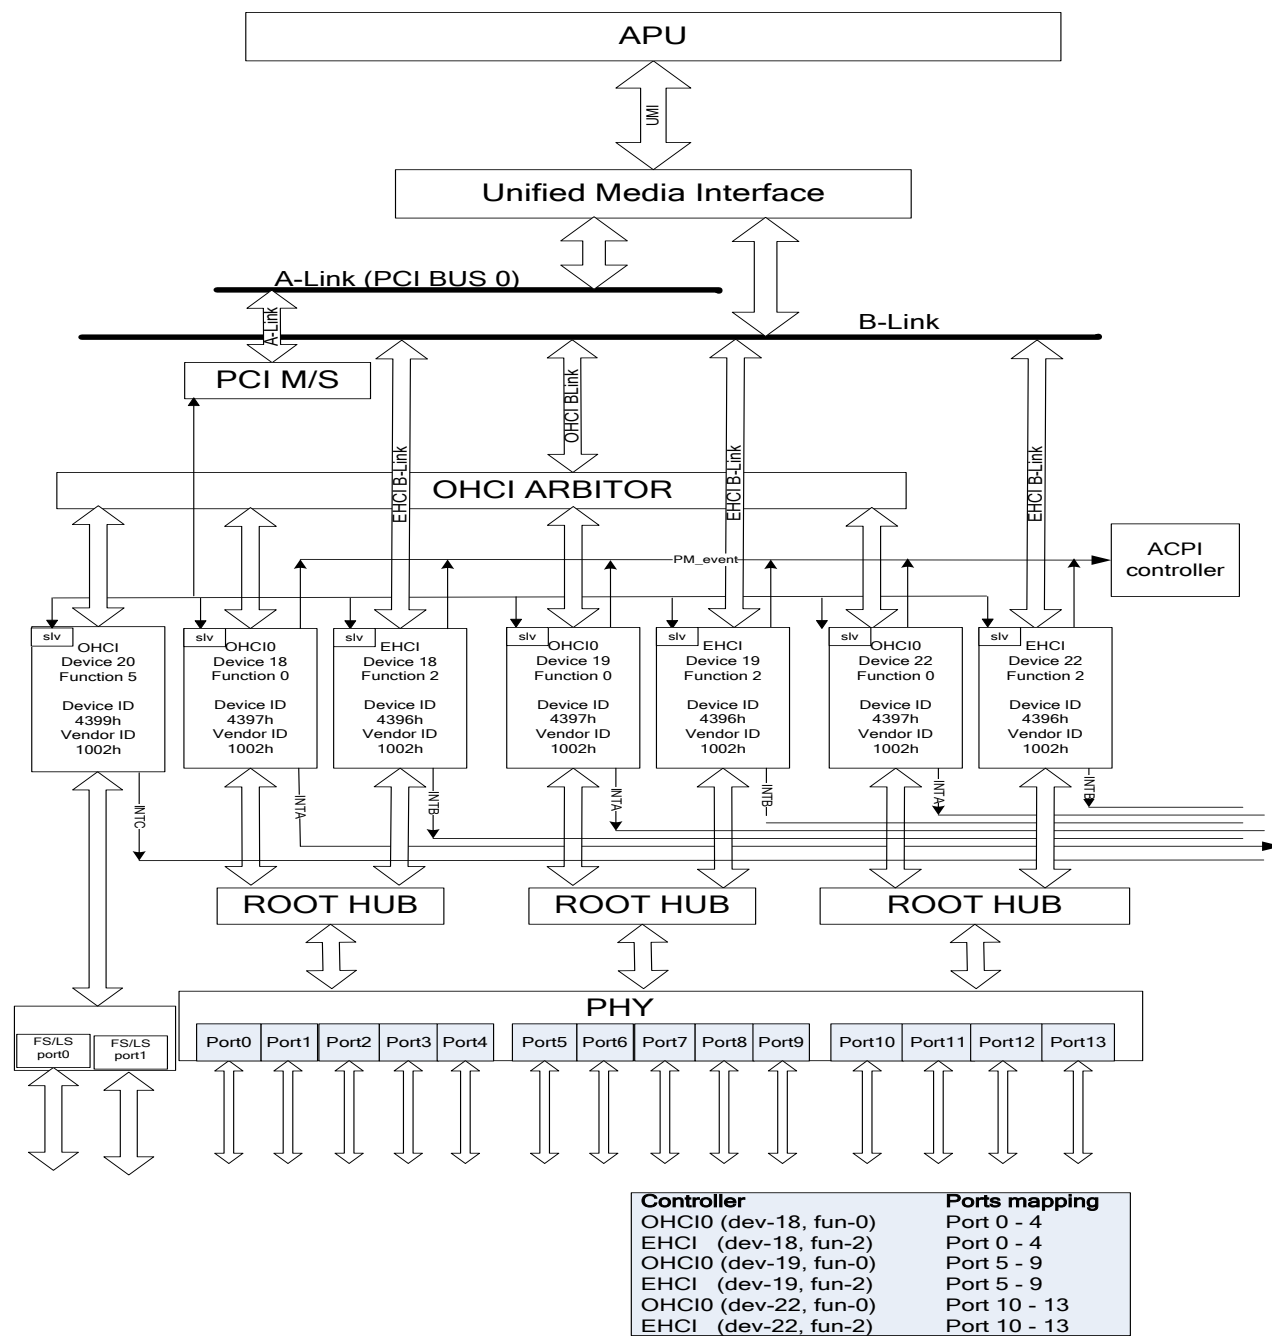 APU
UMI
Unified Media Interface
A-Link (PCI BUS 0)
A-Link
B-Link
PCI M/S
OHCI BLink
EHCI B-Link
EHCI B-Link
EHCI B-Link
OHCI ARBITOR
PM_event
ACPI
controller
slv
OHCI
Device 20
Function 5
Device ID
4399h
Vendor ID
1002h
slv
OHCI0
Device 18
Function 0
Device ID
4397h
Vendor ID
1002h
slv
EHCI
Device 18
Function 2
Device ID
4396h
Vendor ID
1002h
slv
OHCI0
Device 19
Function 0
Device ID
4397h
Vendor ID
1002h
slv
EHCI
Device 19
Function 2
Device ID
4396h
Vendor ID
1002h
slv
OHCI0
Device 22
Function 0
Device ID
4397h
Vendor ID
1002h
slv
EHCI
Device 22
Function 2
Device ID
4396h
Vendor ID
1002h
INTC
INTA
INTB
INTA
INTB
INTA
INTB
ROOT HUB
ROOT HUB
ROOT HUB
PHY
FS/LS
port0
FS/LS
port1
Port0 Port1 Port2 Port3 Port4 Port5 Port6 Port7 Port8 Port9 Port10 Port11 Port12 Port13
Controller Ports mapping
OHCI0 (dev-18, fun-0) Port 0 - 4
EHCI (dev-18, fun-2) Port 0 - 4
OHCI0 (dev-19, fun-0) Port 5 - 9
EHCI (dev-19, fun-2) Port 5 - 9
OHCI0 (dev-22, fun-0) Port 10 - 13
EHCI (dev-22, fun-2) Port 10 - 13